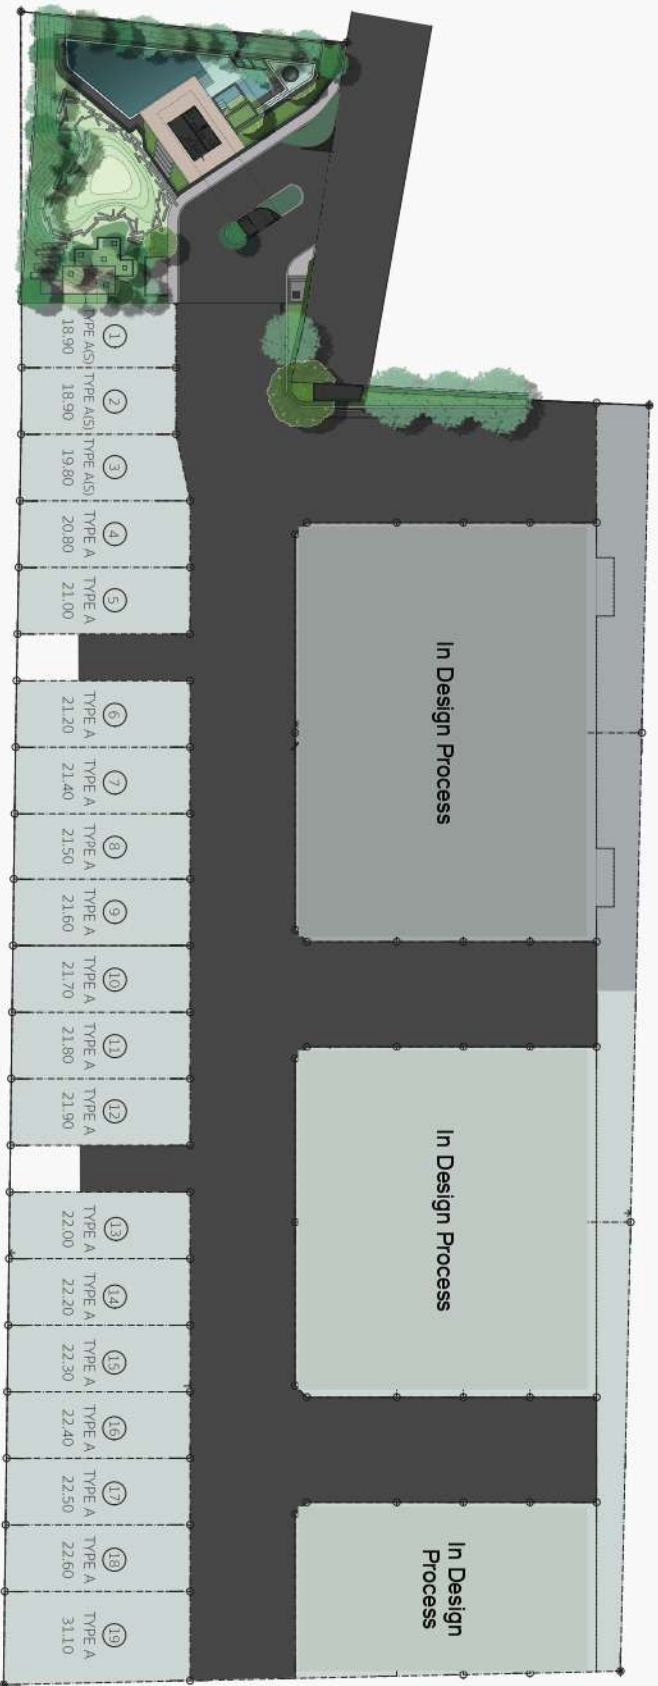 1
TYPE A(S)
18.90
2
TYPE A(S)
18.90
3
TYPE A(S)
19.80
4
TYPE A
20.80
5
TYPE A
21.00
6
TYPE A
21.20
7
TYPE A
21.40
8
TYPE A
21.50
9
TYPE A
21.60
10
TYPE A
21.70
11
TYPE A
21.80
12
TYPE A
21.90
13
TYPE A
22.00
14
TYPE A
22.20
15
TYPE A
22.30
16
TYPE A
22.40
17
TYPE A
22.50
18
TYPE A
22.60
19
TYPE A
31.10
In Design Process
In Design Process
In Design
Process